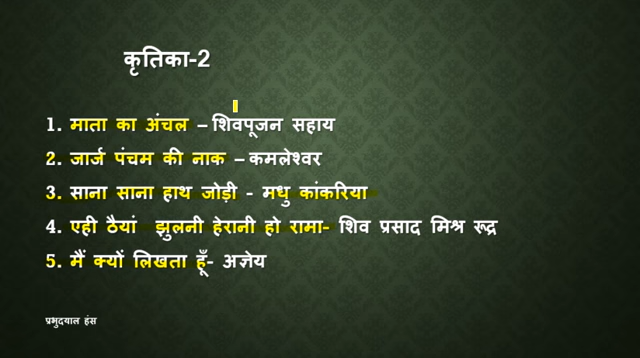 कृतिका-2
1. माता का अंचल – शिवपूजन सहाय
2. जार्ज पंचम की नाक – कमलेश्वर
3. साना साना हाथ जोड़ी - मधु कांकरिया
4. एही ठैयां झुलनी हेरानी हो रामा- शिव प्रसाद मिश्र रूद्र
5. मैं क्यों लिखता हूँ- अज्ञेय
प्रभुदयाल हंस